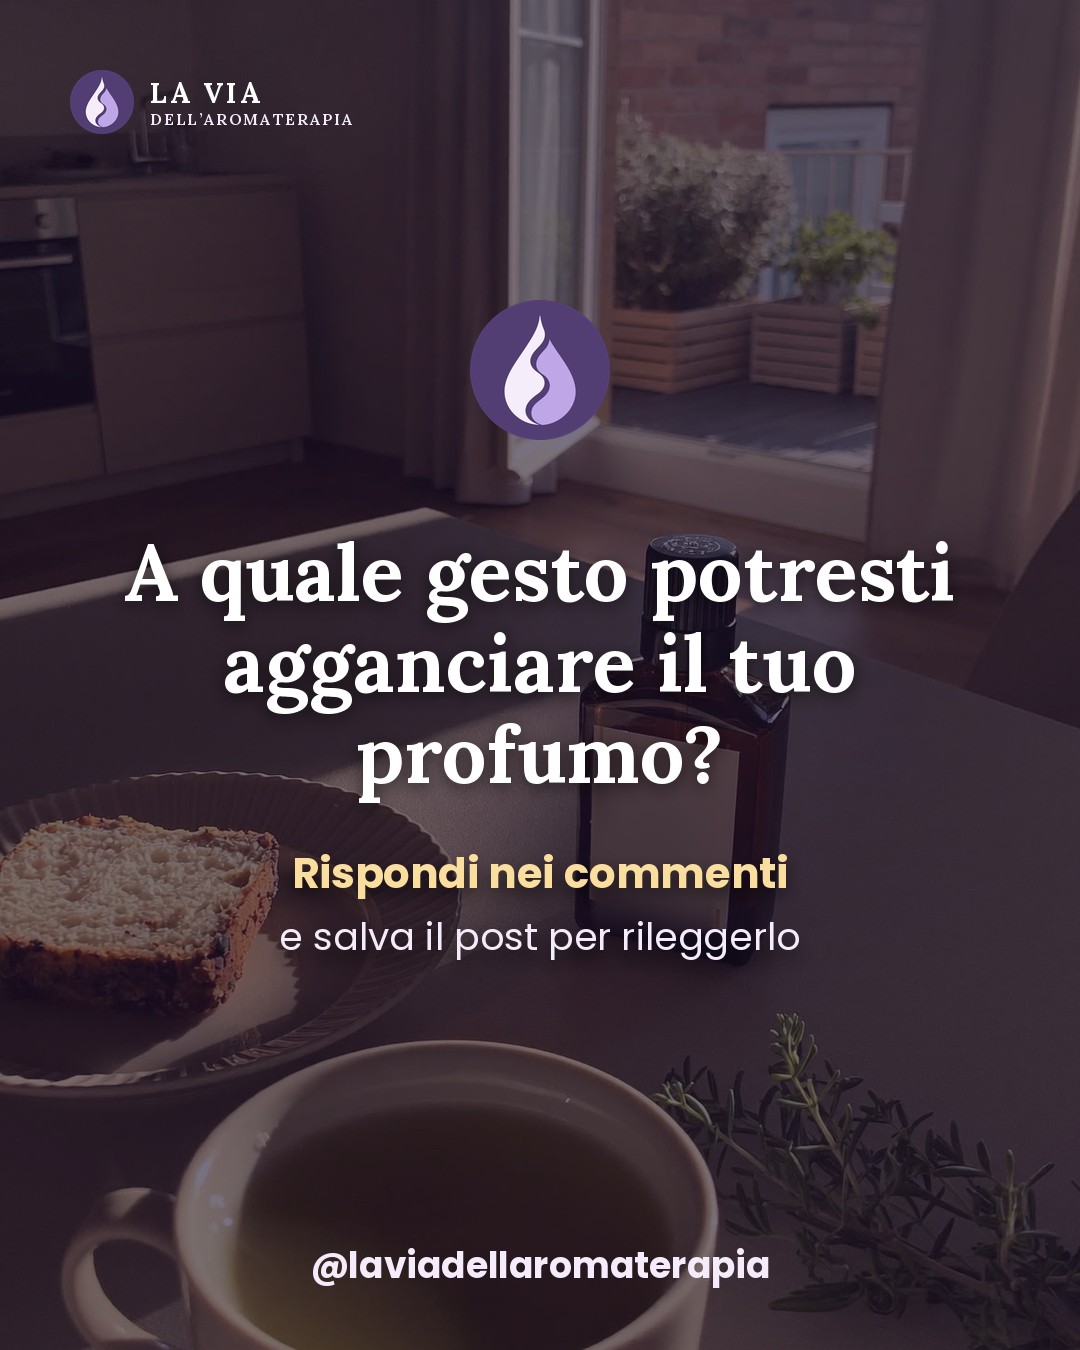 LA VIA
DELL'AROMATERAPIA
A quale gesto potresti
agganciare il tuo
profumo?
Rispondi nei commenti
e salva il post per rileggerlo
@laviadellaromaterapia